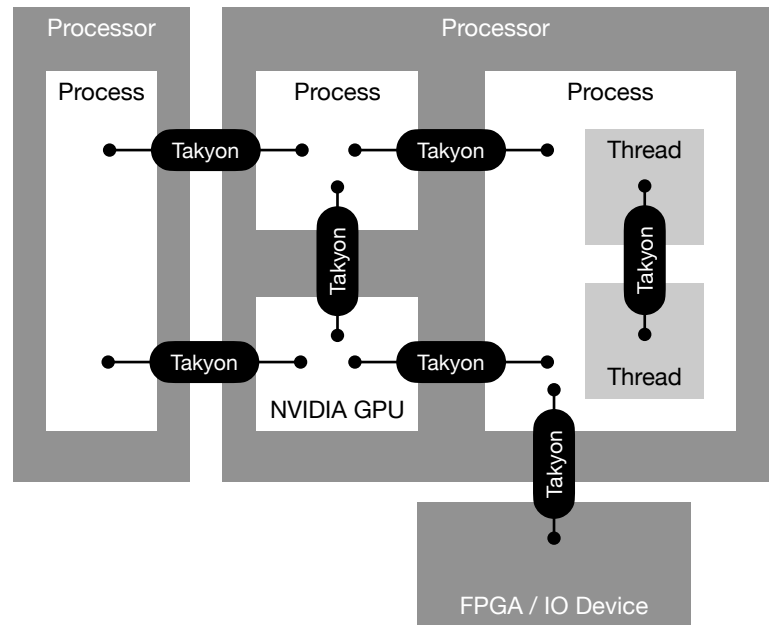 Processor
Processor
Process
Process
Process
Takyon
Takyon
Thread
Takyon
Takyon
Takyon
Takyon
Thread
NVIDIA GPU
Takyon
FPGA / IO Device